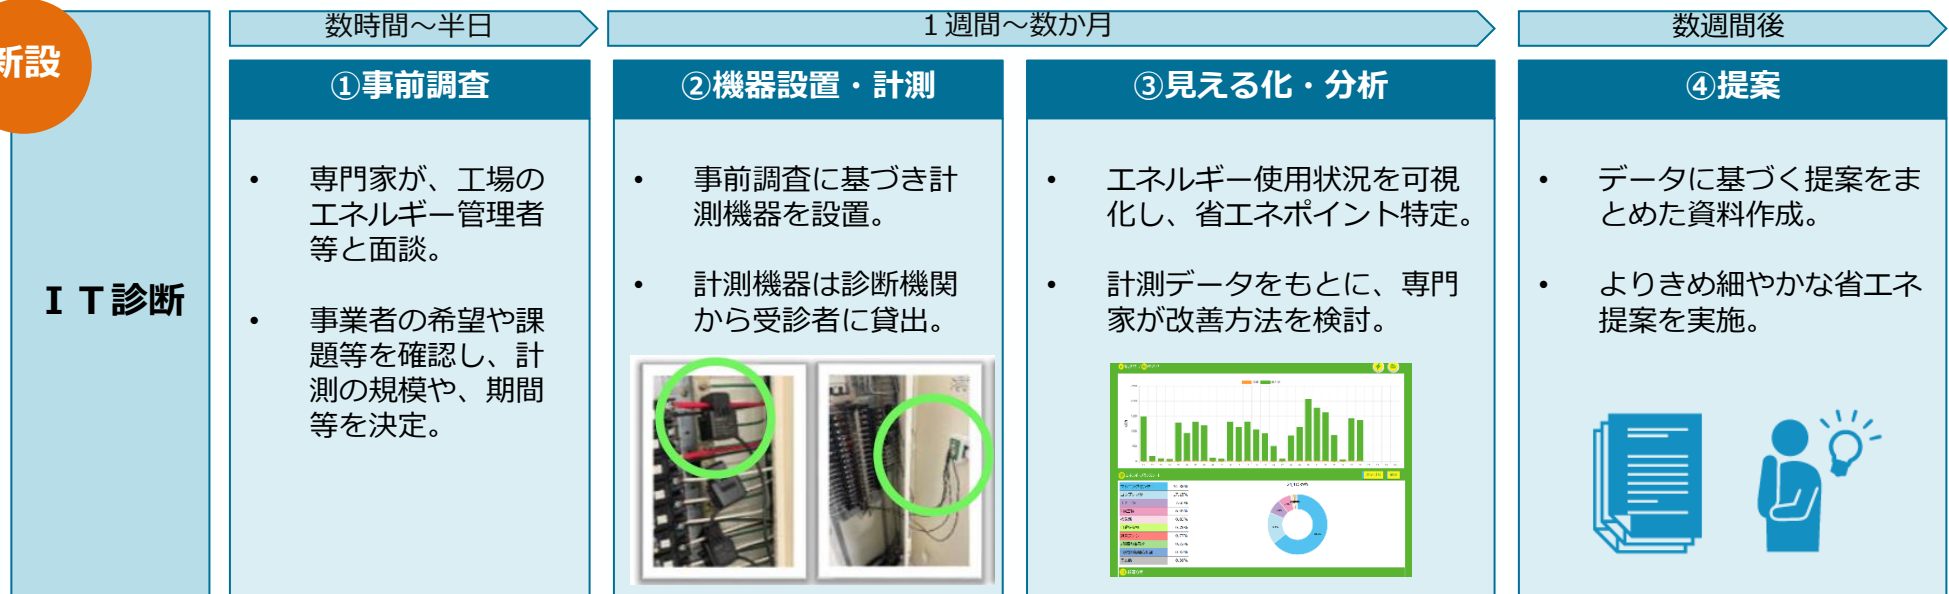 新設
数時間～半日
１週間～数か月
数週間後
ＩＴ診断
①事前調査
• 専門家が、工場の
エネルギー管理者
等と面談。
• 事業者の希望や課
題等を確認し、計
測の規模や、期間
等を決定。
②機器設置・計測
• 事前調査に基づき計
測機器を設置。
• 計測機器は診断機関
から受診者に貸出。
③見える化・分析
• エネルギー使用状況を可視
化し、省エネポイント特定。
• 計測データをもとに、専門
家が改善方法を検討。
④提案
• データに基づく提案をま
とめた資料作成。
• よりきめ細やかな省エネ
提案を実施。